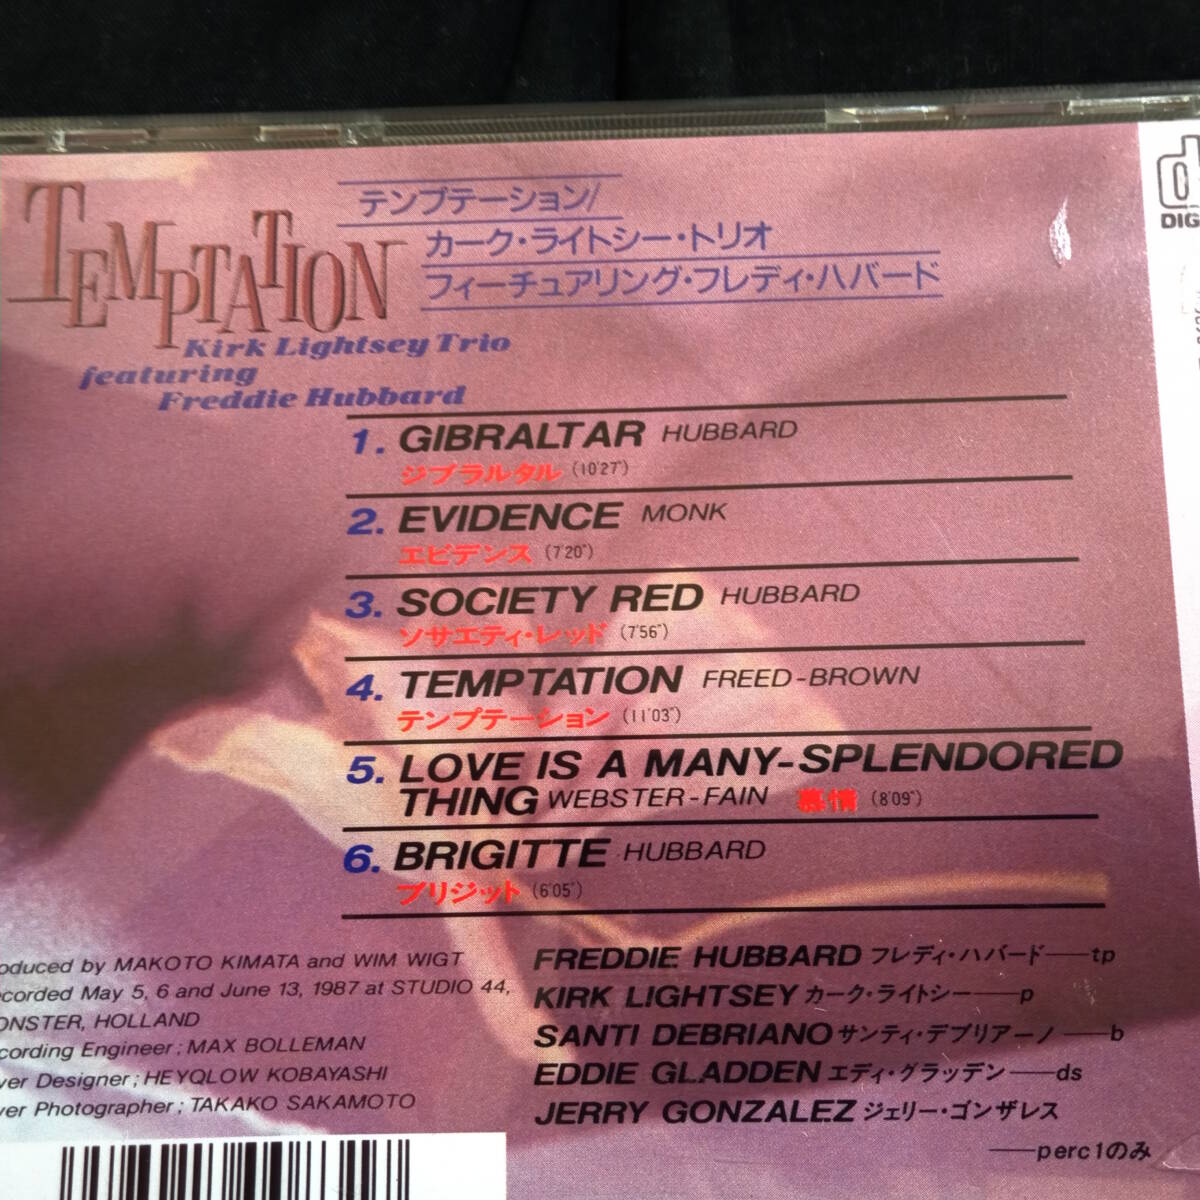 TEMPTATION
テンプテーション/
カーク・ライトシー・トリオ
フィーチュアリング・フレディ・ハバード
Kirk Lightsey Trio
featuring
Freddie Hubbard
1. GIBRALTAR HUBBARD
ジブラルタル (10'27")
2. EVIDENCE MONK
エビデンス (7'20")
3. SOCIETY RED HUBBARD
ソサエティ・レッド (7'56")
4. TEMPTATION FREED-BROWN
テンプテーション (11'03")
5. LOVE IS A MANY-SPLENDORED
THING WEBSTER-FAIN 慕情 (8'09")
6. BRIGITTE HUBBARD
ブリジット (6'05")
oduced by MAKOTO KIMATA and WIM WIGT
corded May 5, 6 and June 13, 1987 at STUDIO 44,
ONSTER, HOLLAND
cording Engineer; MAX BOLLEMAN
ver Designer; HEYQLOW KOBAYASHI
ver Photographer; TAKAKO SAKAMOTO
FREDDIE HUBBARD フレディ・ハバード——tp
KIRK LIGHTSEY カーク・ライトシー——p
SANTI DEBRIANO サンティ・デブリアーノ——b
EDDIE GLADDEN エディ・グラッデン——ds
JERRY GONZALEZ ジェリー・ゴンザレス
——perc 1のみ
DIG